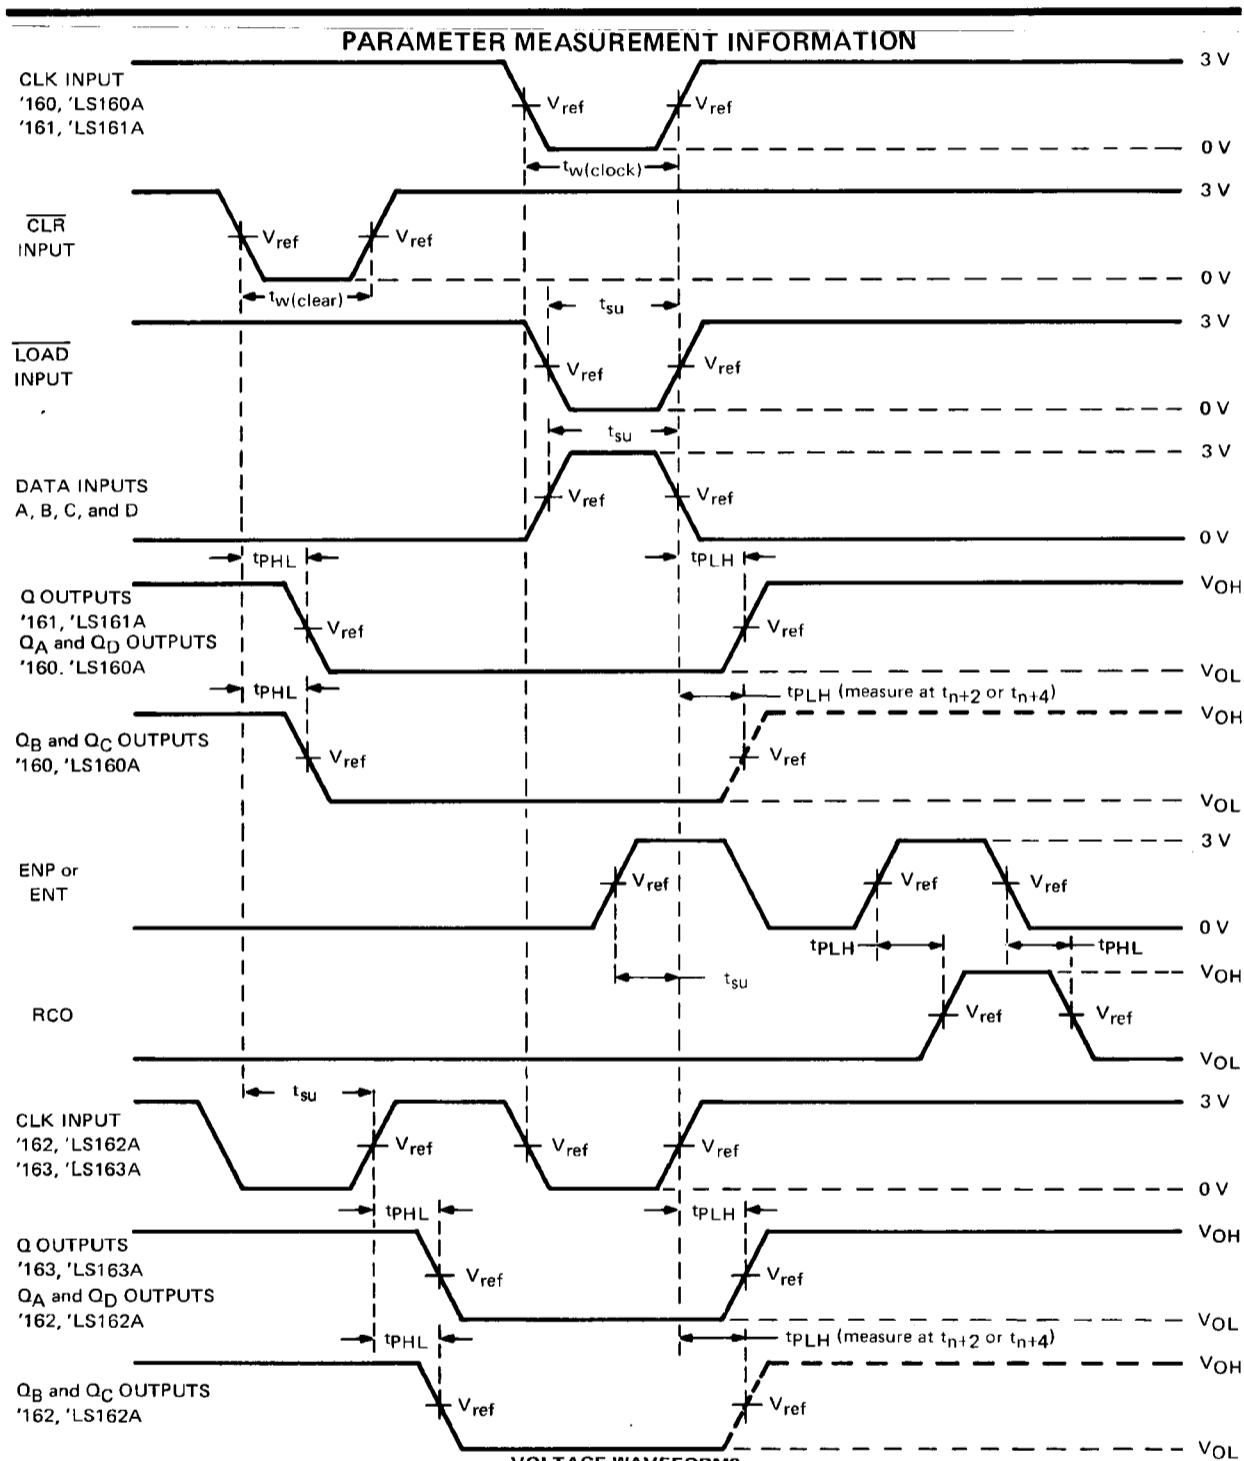 PARAMETER MEASUREMENT INFORMATION
CLK INPUT
'160, 'LS160A
'161, 'LS161A
Vref
Vref
3 V
0 V
tw(clock)
CLR
INPUT
Vref
Vref
3 V
0 V
tw(clear)
tsu
LOAD
INPUT
Vref
Vref
3 V
0 V
tsu
DATA INPUTS
A, B, C, and D
Vref
Vref
3 V
0 V
tPHL
tPLH
Q OUTPUTS
'161, 'LS161A
QA and QD OUTPUTS
'160. 'LS160A
Vref
Vref
VOH
VOL
tPHL
tPLH (measure at tn+2 or tn+4)
QB and QC OUTPUTS
'160, 'LS160A
Vref
Vref
VOH
VOL
ENP or
ENT
Vref
Vref
Vref
3 V
0 V
tPLH
tPHL
tsu
RCO
Vref
Vref
VOH
VOL
tsu
CLK INPUT
'162, 'LS162A
'163, 'LS163A
Vref
Vref
Vref
3 V
0 V
tPHL
tPLH
Q OUTPUTS
'163, 'LS163A
QA and QD OUTPUTS
'162, 'LS162A
Vref
Vref
VOH
VOL
tPHL
tPLH (measure at tn+2 or tn+4)
QB and QC OUTPUTS
'162, 'LS162A
Vref
Vref
VOH
VOL
VOLTAGE WAVEFORMS